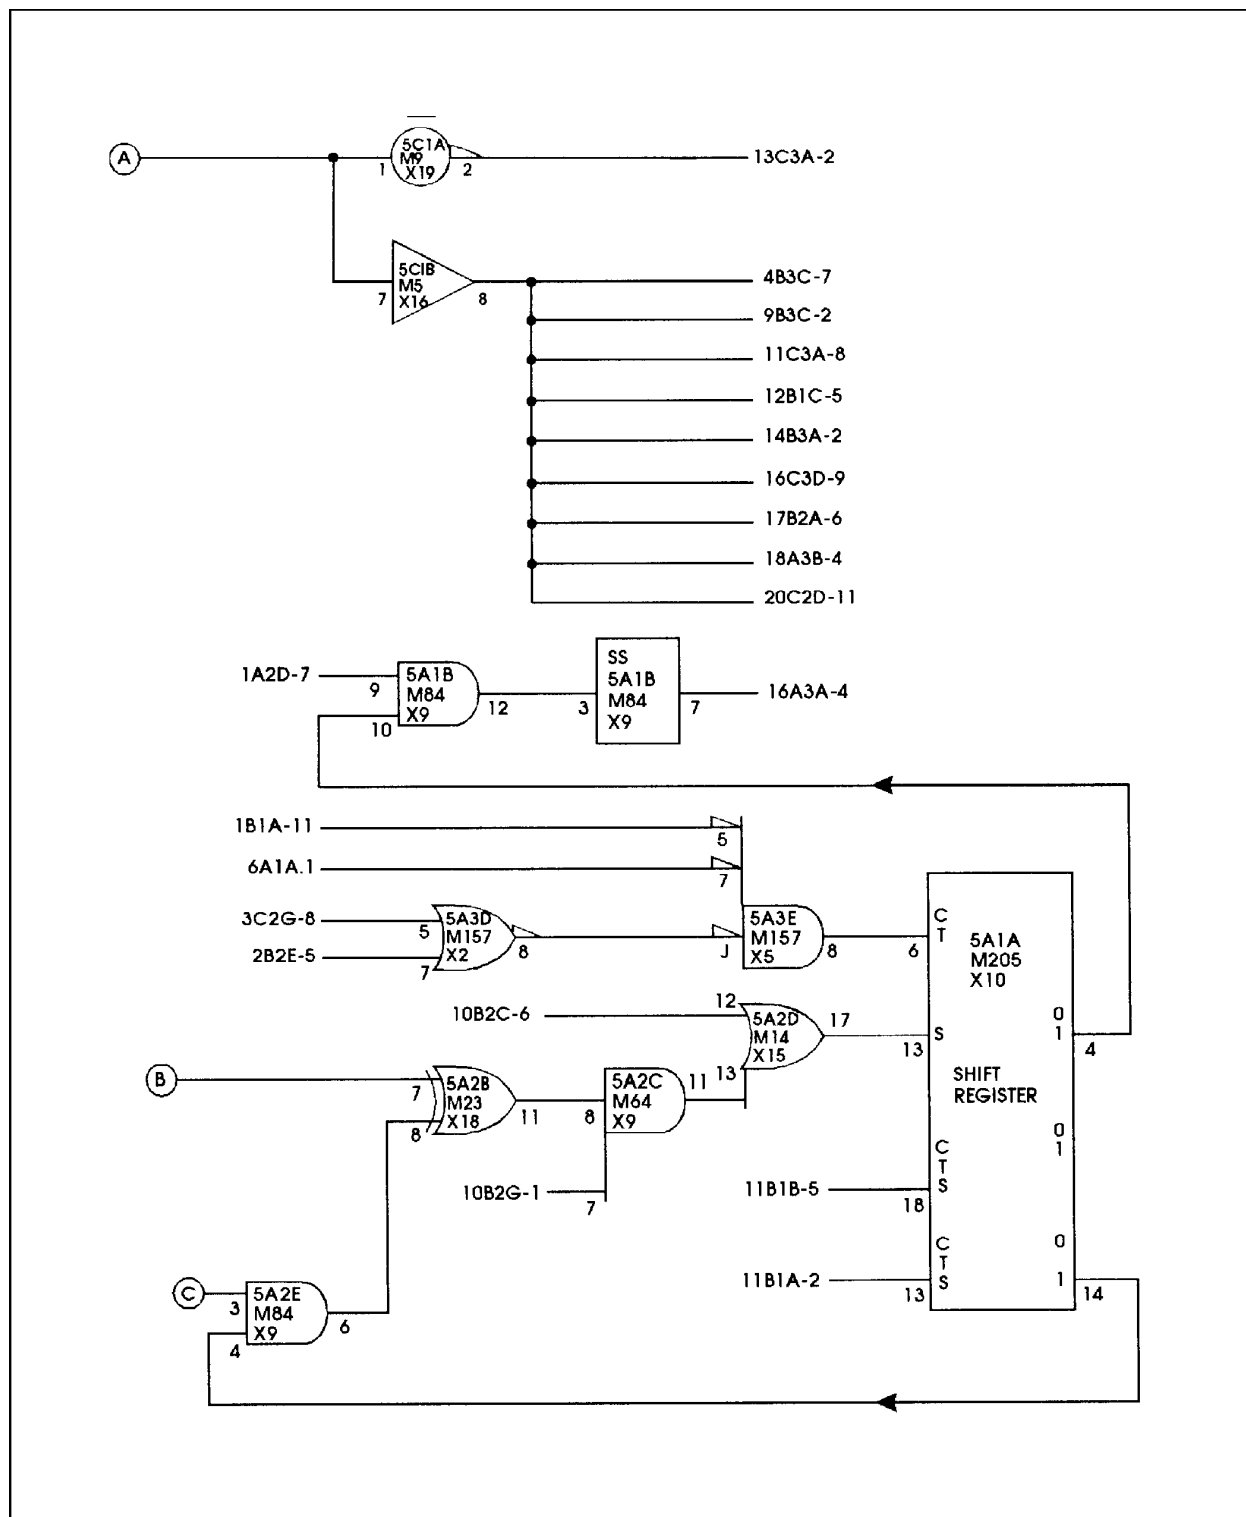 A
5C1A
M9
X19
1
2
13C3A-2
5CIB
M5
X16
7
8
4B3C-7
9B3C-2
11C3A-8
12B1C-5
14B3A-2
16C3D-9
17B2A-6
18A3B-4
20C2D-11
1A2D-7
9
10
5A1B
M84
X9
12
3
SS
5A1B
M84
X9
7
16A3A-4
1B1A-11
5
6A1A.1
7
3C2G-8
5
2B2E-5
7
5A3D
M157
X2
8
J
5A3E
M157
X5
8
6
C
T
5A1A
M205
X10
10B2C-6
12
13
5A2D
M14
X15
17
13
S
0
1
4
SHIFT
REGISTER
B
7
8
5A2B
M23
X18
11
8
5A2C
M64
X9
11
10B2G-1
7
0
1
C
T
S
11B1B-5
18
C
T
S
11B1A-2
13
0
1
14
C
3
4
5A2E
M84
X9
6